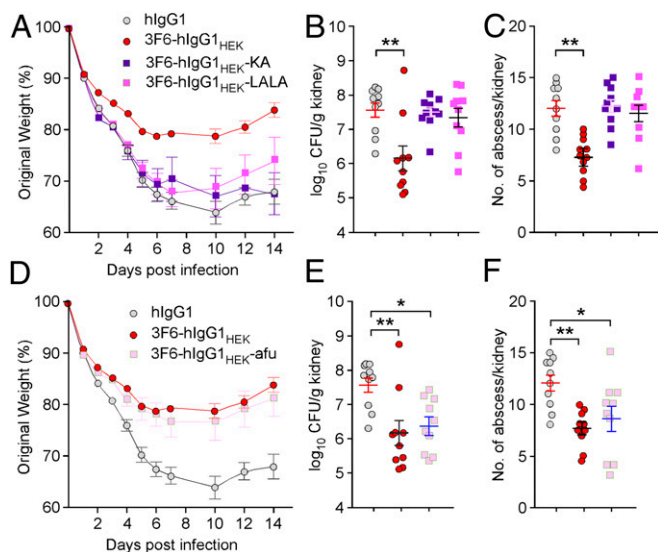 A
hIgG1
3F6-hIgG1HEK
3F6-hIgG1HEK-KA
3F6-hIgG1HEK-LALA
Original Weight (%)
100
90
80
70
60
2 4 6 8 10 12 14
Days post infection
B
log10 CFU/g kidney
9
8
7
6
5
4
**
C
No. of abscess/kidney
20
15
10
5
0
**
D
hIgG1
3F6-hIgG1HEK
3F6-hIgG1HEK-afu
Original Weight (%)
100
90
80
70
60
2 4 6 8 10 12 14
Days post infection
E
log10 CFU/g kidney
10
9
8
7
6
5
4
*
**
F
No. of abscess/kidney
20
15
10
5
0
*
**